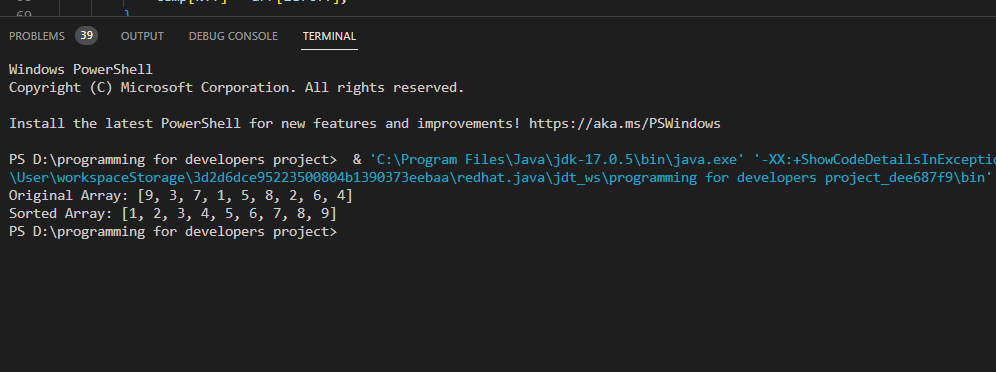 69
PROBLEMS 39 OUTPUT DEBUG CONSOLE TERMINAL
Windows PowerShell
Copyright (C) Microsoft Corporation. All rights reserved.
Install the latest PowerShell for new features and improvements! https://aka.ms/PSWindows
PS D:\programming for developers project>  & 'C:\Program Files\Java\jdk-17.0.5\bin\java.exe' '-XX:+ShowCodeDetailsInExceptio
\User\workspaceStorage\3d2d6dce95223500804b1390373eebaa\redhat.java\jdt_ws\programming for developers project_dee687f9\bin'
Original Array: [9, 3, 7, 1, 5, 8, 2, 6, 4]
Sorted Array: [1, 2, 3, 4, 5, 6, 7, 8, 9]
PS D:\programming for developers project>